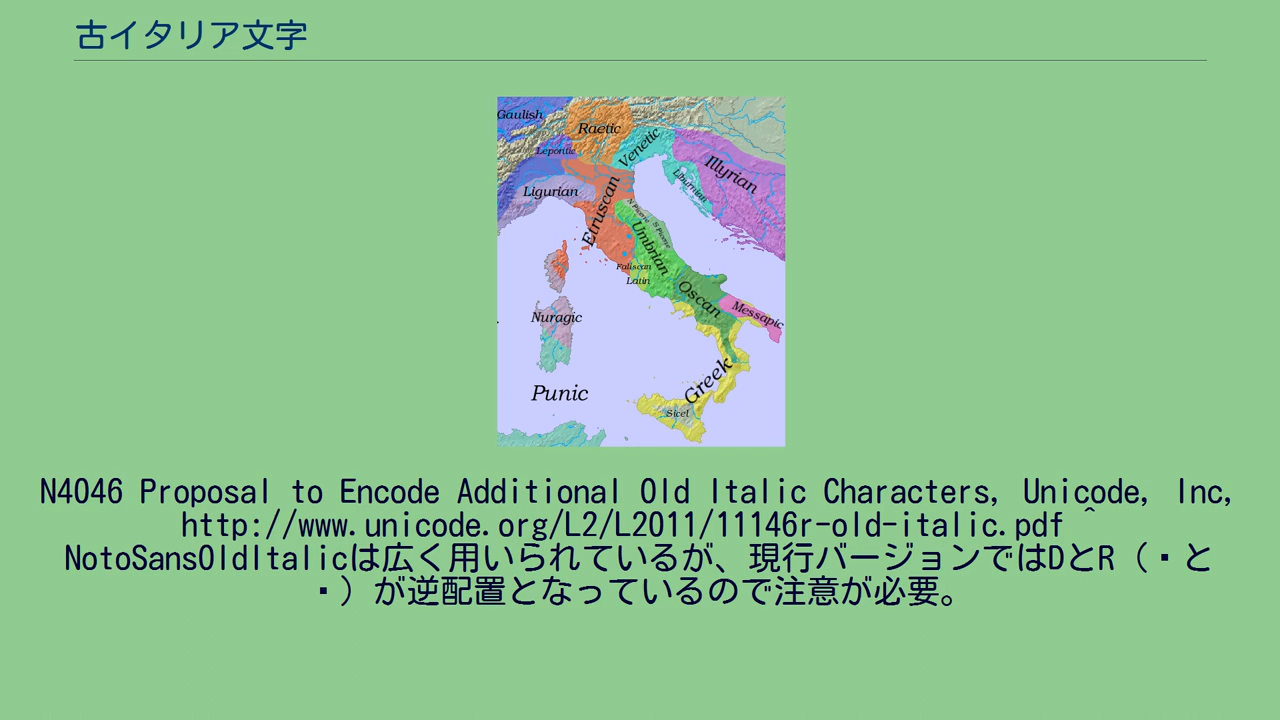 古イタリア文字
Gaulish
Raetic
Lepontic
Venetic
Illyrian
Liburnian
Ligurian
Etruscan
N Picene
S Picene
Umbrian
Faliscan
Latin
Oscan
Messapic
Nuragic
Greek
Punic
Sicel
N4046 Proposal to Encode Additional Old Italic Characters, Unicode, Inc,
http://www.unicode.org/L2/L2011/11146r-old-italic.pdf ^
NotoSansOldItalicは広く用いられているが、現行バージョンではDとR（▪と
▪）が逆配置となっているので注意が必要。